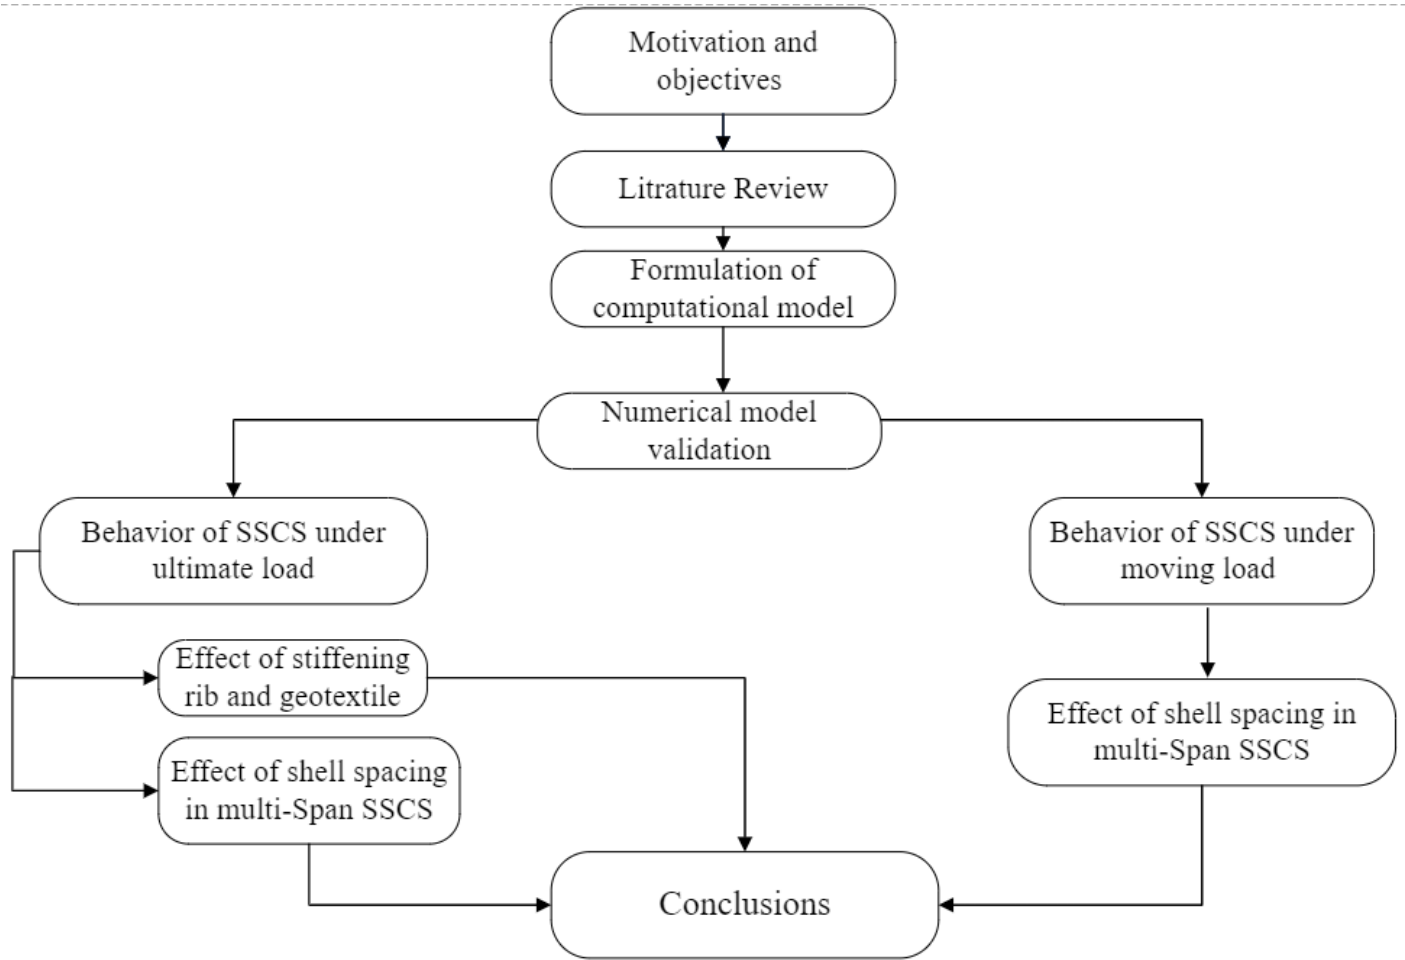 Motivation and
objectives
Litrature Review
Formulation of
computational model
Numerical model
validation
Behavior of SSCS under
ultimate load
Behavior of SSCS under
moving load
Effect of stiffening
rib and geotextile
Effect of shell spacing in
multi-Span SSCS
Effect of shell spacing
in multi-Span SSCS
Conclusions